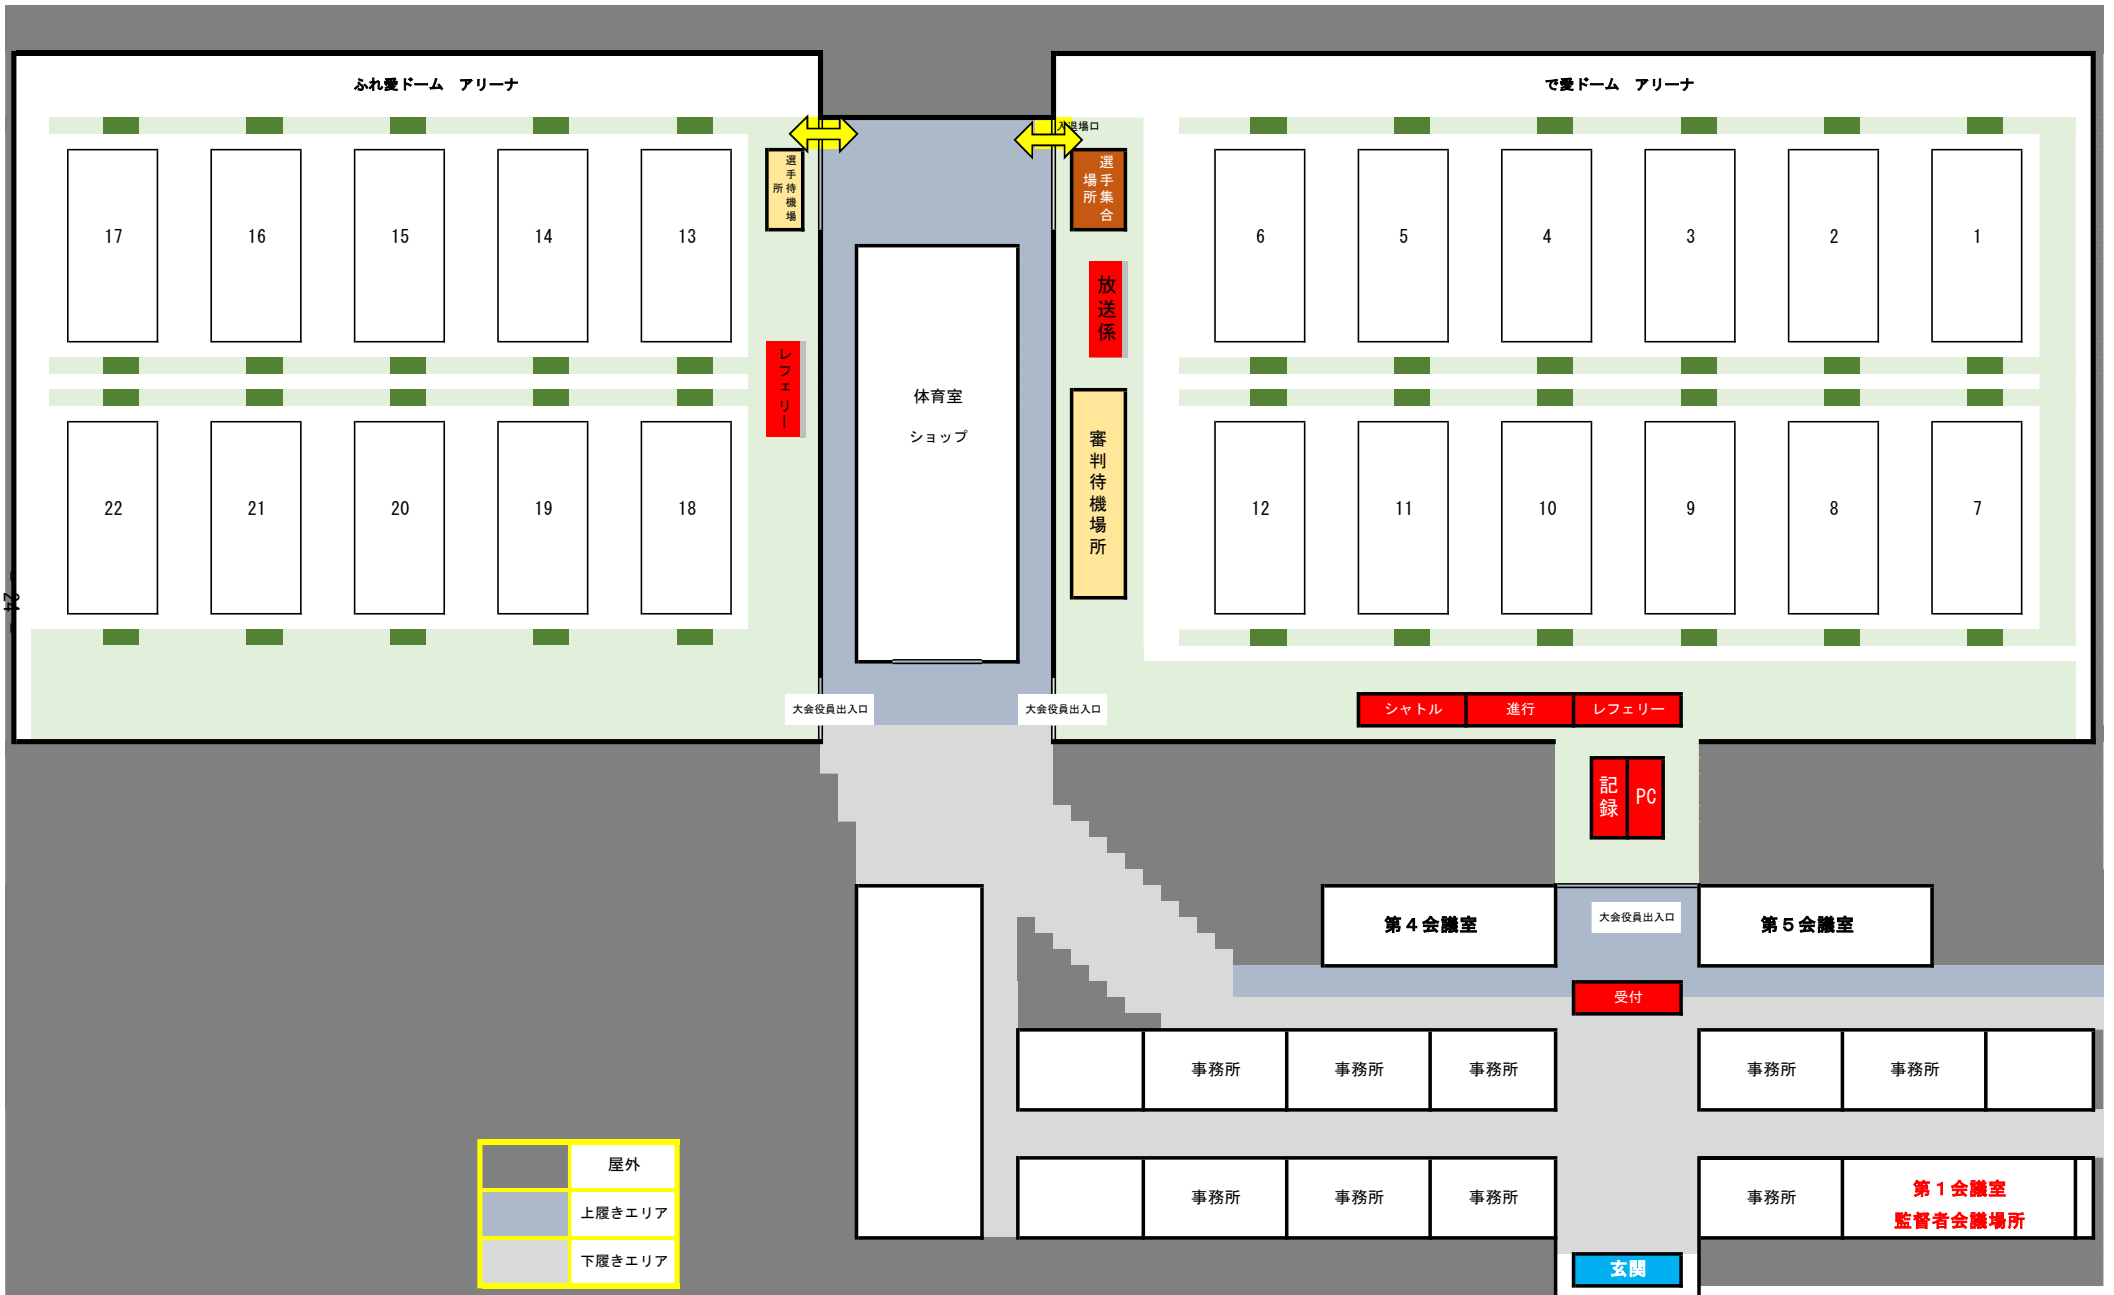 ふれ愛ドーム　アリーナ
で愛ドーム　アリーナ
入退場口
選手待機場所
選手集合場所
17
16
15
14
13
6
5
4
3
2
1
放送係
レフェリー
体育室
ショップ
審判待機場所
22
21
20
19
18
12
11
10
9
8
7
- 24 -
大会役員出入口
大会役員出入口
シャトル
進行
レフェリー
記録
PC
第４会議室
大会役員出入口
第５会議室
受付
事務所
事務所
事務所
事務所
事務所
事務所
事務所
事務所
事務所
第１会議室
監督者会議場所
屋外
上履きエリア
下履きエリア
玄関